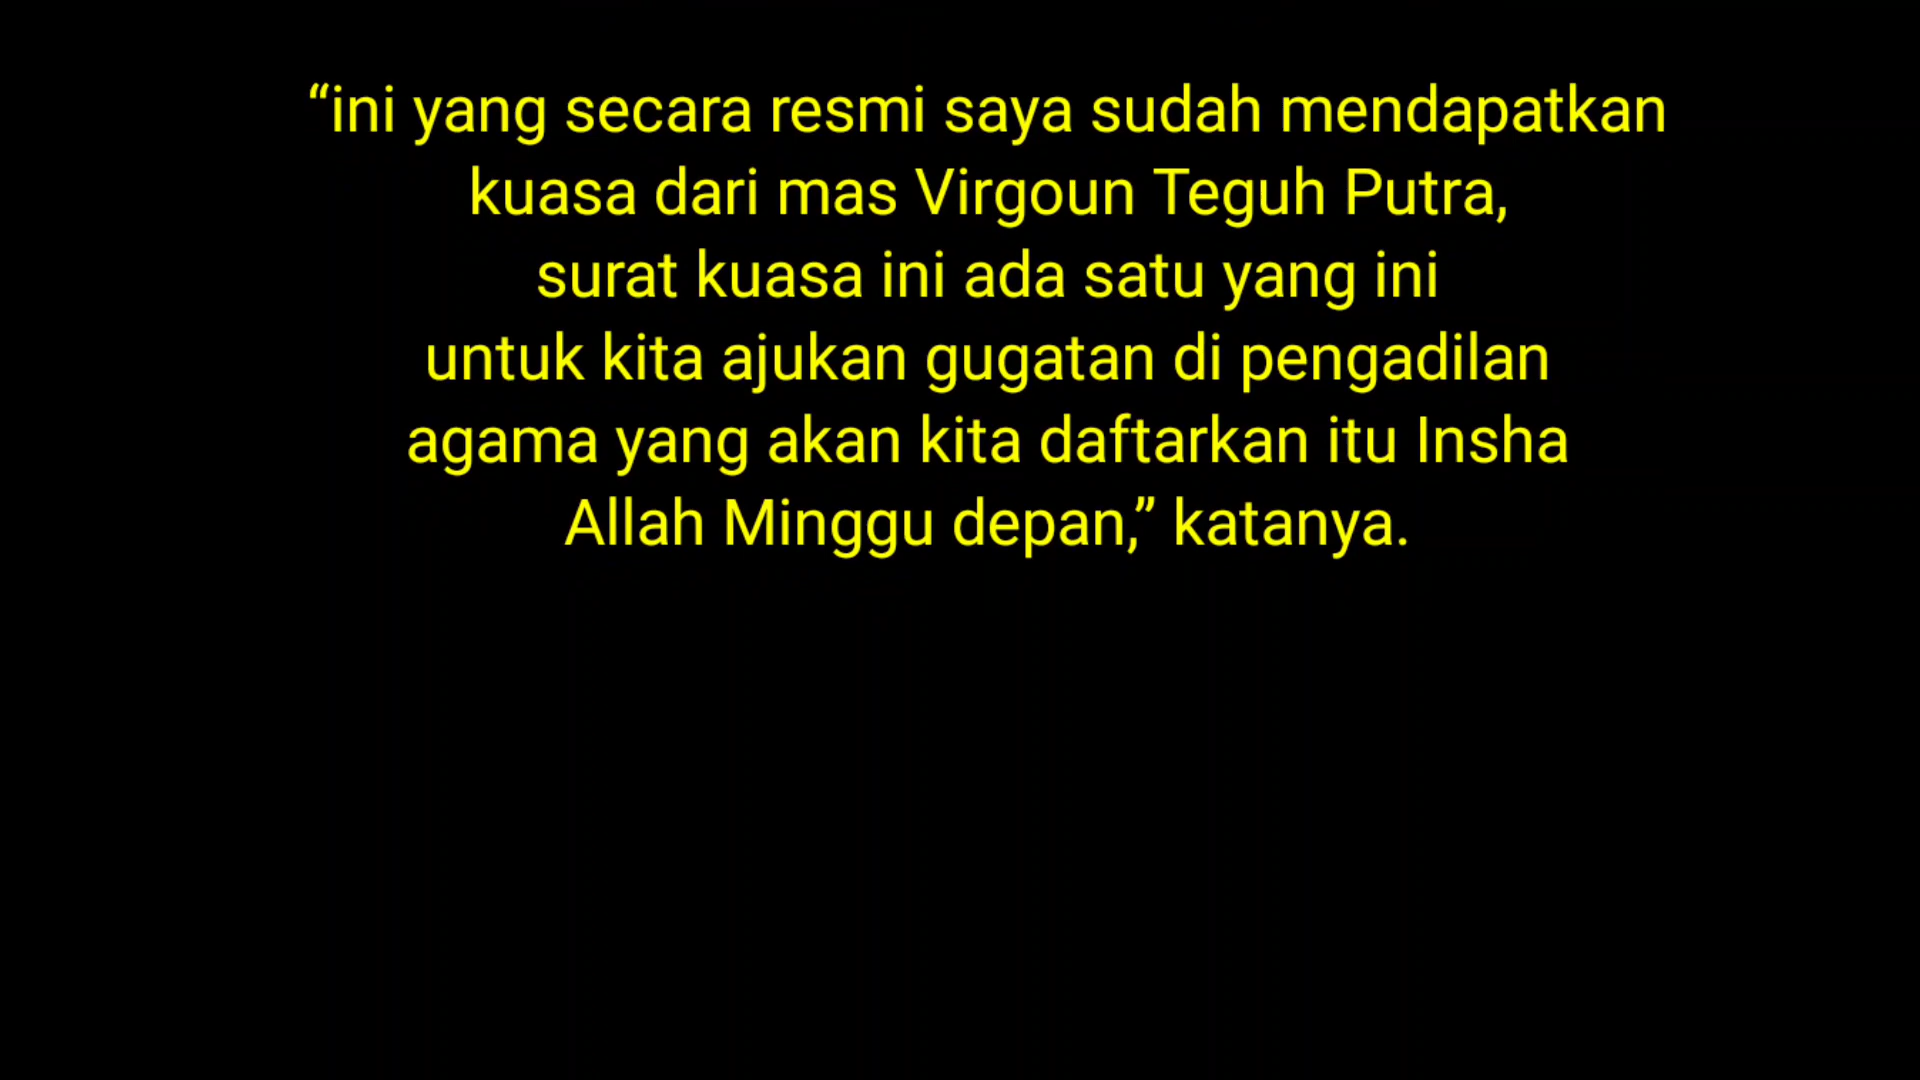 “ini yang secara resmi saya sudah mendapatkan
kuasa dari mas Virgoun Teguh Putra,
surat kuasa ini ada satu yang ini
untuk kita ajukan gugatan di pengadilan
agama yang akan kita daftarkan itu Insha
Allah Minggu depan,” katanya.